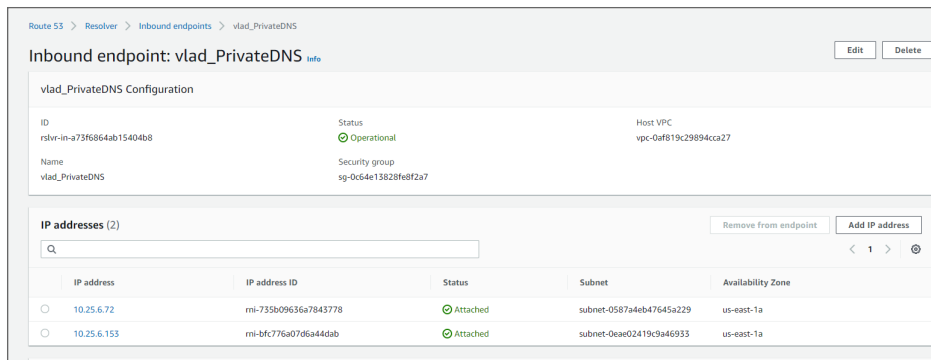 Route 53 > Resolver > Inbound endpoints > vlad_PrivateDNS
Inbound endpoint: vlad_PrivateDNS Info
Edit
Delete
vlad_PrivateDNS Configuration
ID
rslvr-in-a73f6864ab15404b8
Status
Operational
Host VPC
vpc-0af819c29894cca27
Name
vlad_PrivateDNS
Security group
sg-0c64e13828fe8f2a7
IP addresses (2)
Remove from endpoint
Add IP address
< 1 >
IP address IP address ID Status Subnet Availability Zone
10.25.6.72 rni-735b09636a7843778 Attached subnet-0587a4eb47645a229 us-east-1a
10.25.6.153 rni-bfc776a07d6a44dab Attached subnet-0eae02419c9a46933 us-east-1a